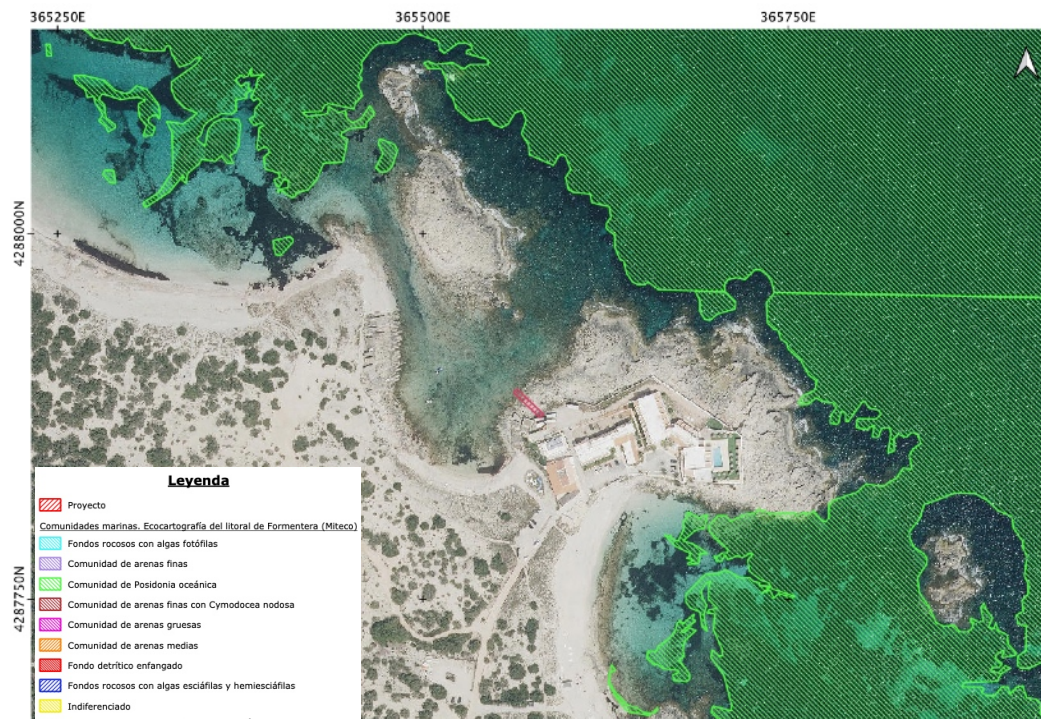 365250E
365500E
365750E
4288000N
4287750N
Leyenda
Proyecto
Comunidades marinas. Ecocartografía del litoral de Formentera (Miteco)
Fondos rocosos con algas fotófilas
Comunidad de arenas finas
Comunidad de Posidonia oceánica
Comunidad de arenas finas con Cymodocea nodosa
Comunidad de arenas gruesas
Comunidad de arenas medias
Fondo detrítico enfangado
Fondos rocosos con algas esciáfilas y hemiesciáfilas
Indiferenciado